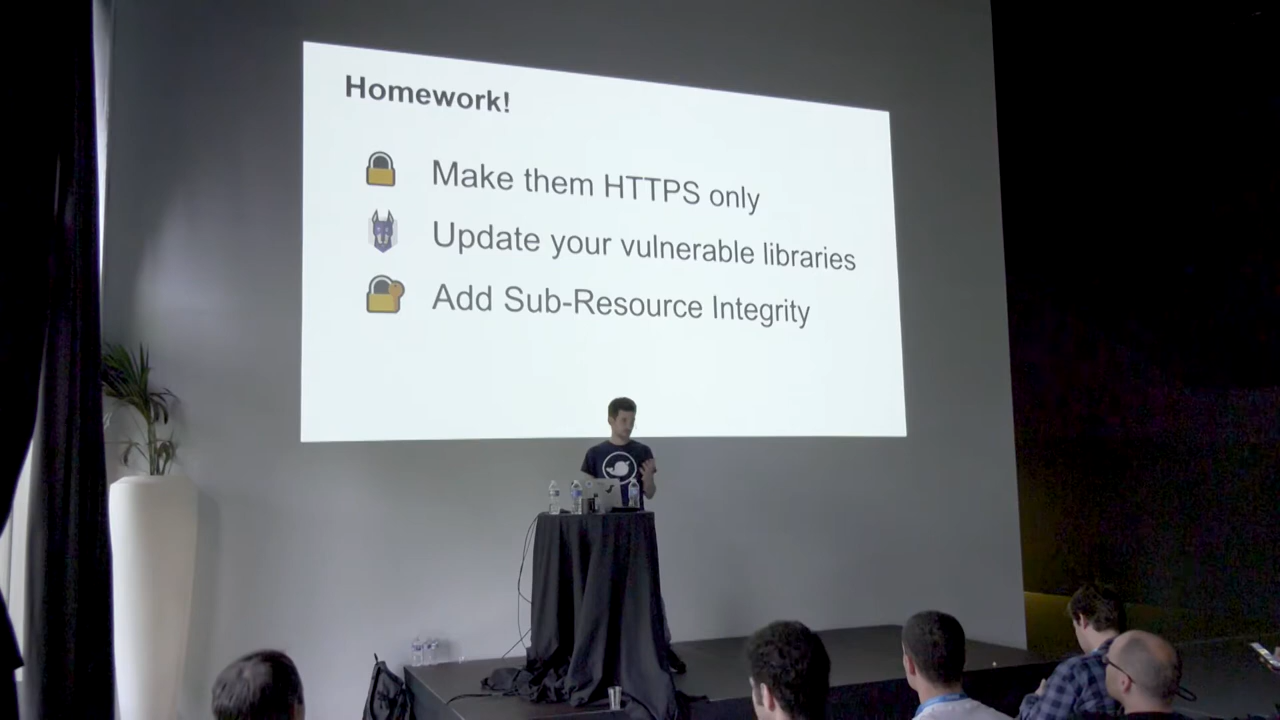 Homework!
Make them HTTPS only
Update your vulnerable libraries
Add Sub-Resource Integrity